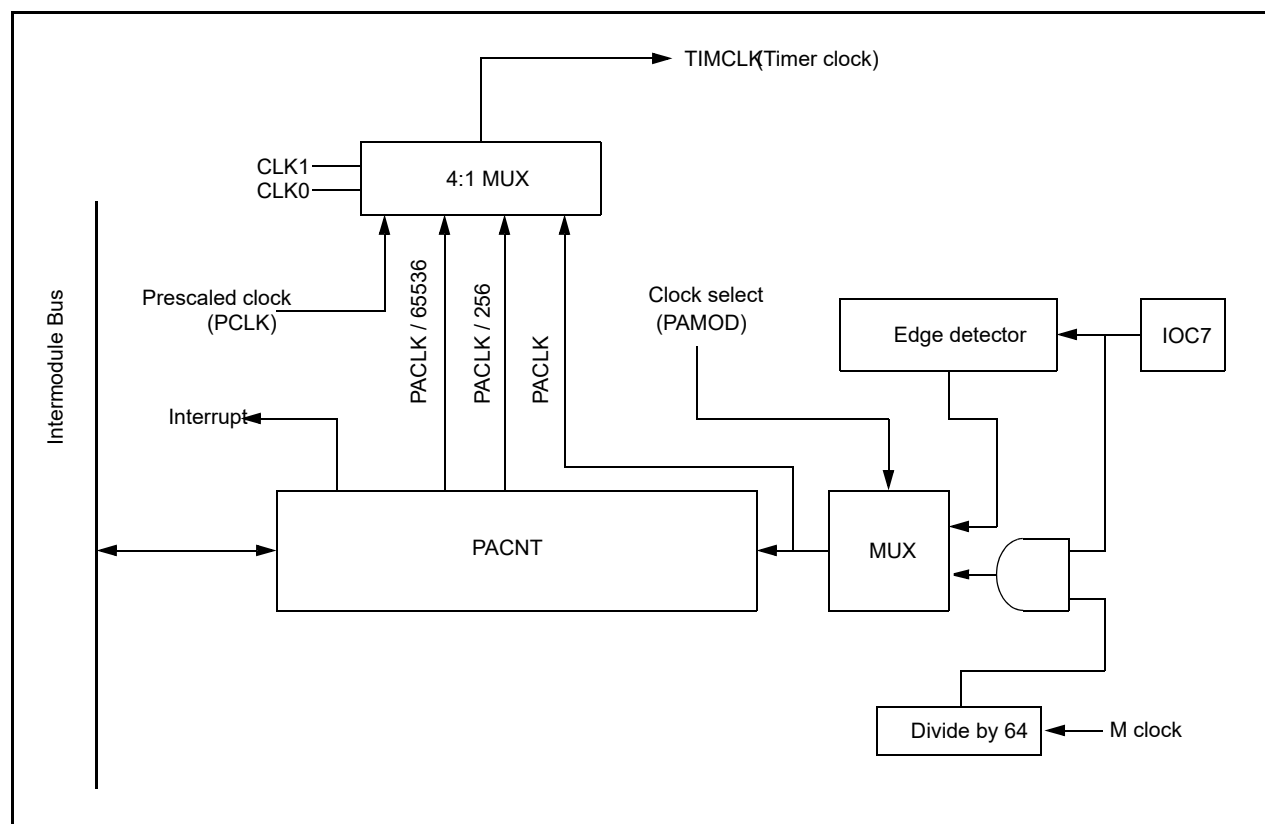 TIMCLK (Timer clock)
CLK1
CLK0
4:1 MUX
Prescaled clock
(PCLK)
PACLK / 65536
PACLK / 256
PACLK
Clock select
(PAMOD)
Edge detector
IOC7
Intermodule Bus
Interrupt
PACNT
MUX
Divide by 64
M clock